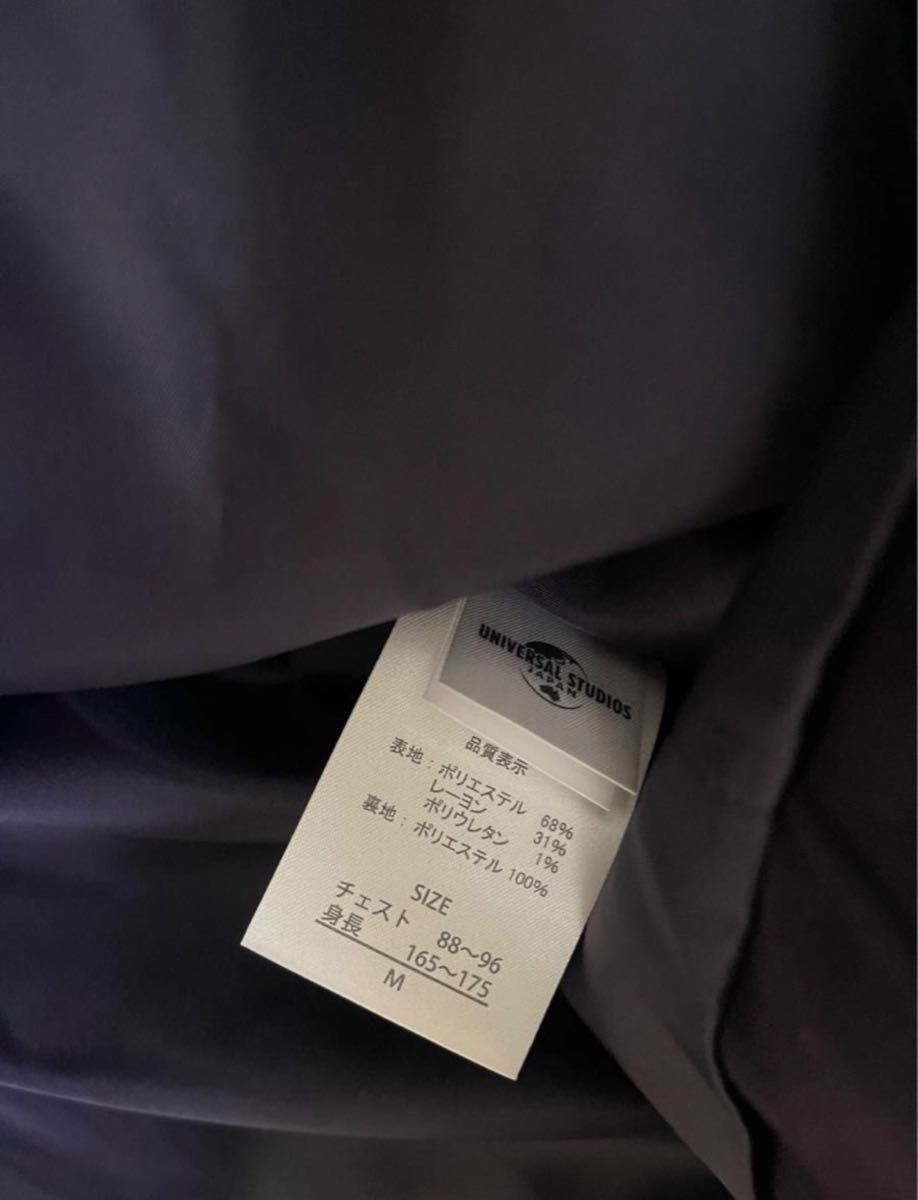 UNIVERSAL STUDIOS
JAPAN
品質表示
表地：ポリエステル 68%
レーヨン 31%
ポリウレタン 1%
裏地：ポリエステル 100%
SIZE
チェスト 88～96
身長 165～175
M